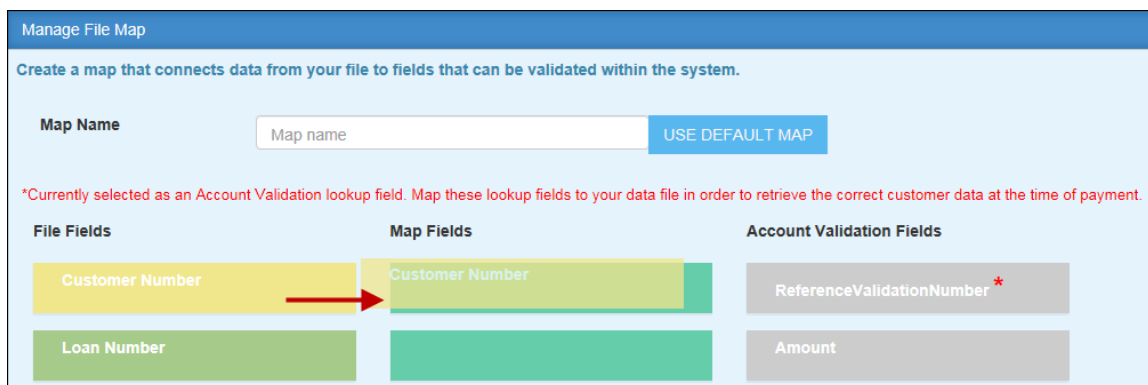 Manage File Map
Create a map that connects data from your file to fields that can be validated within the system.
Map Name
Map name
USE DEFAULT MAP
*Currently selected as an Account Validation lookup field. Map these lookup fields to your data file in order to retrieve the correct customer data at the time of payment.
File Fields
Map Fields
Account Validation Fields
Customer Number
Customer Number
ReferenceValidationNumber *
Loan Number
Amount